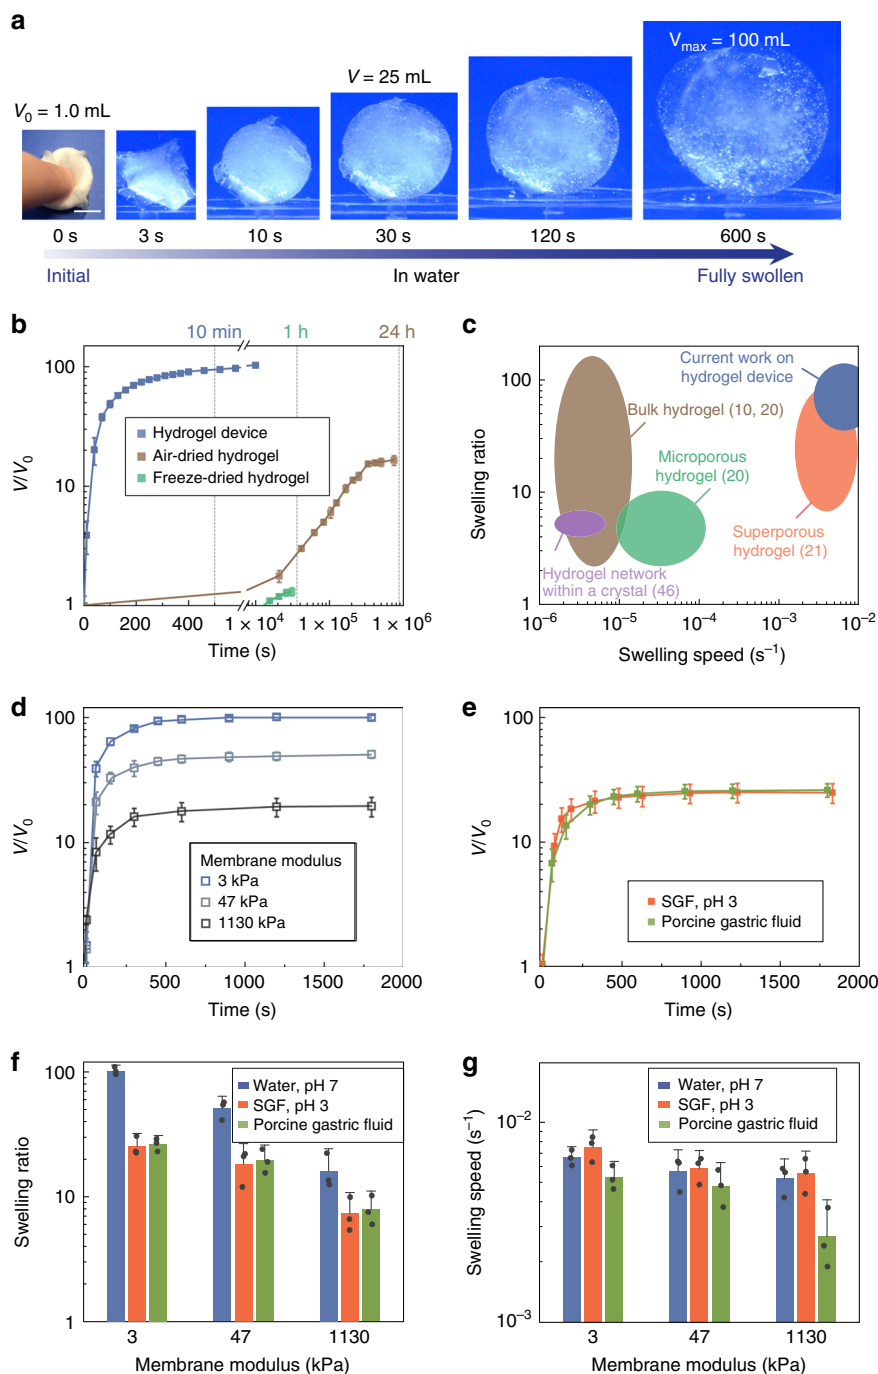 a
V₀ = 1.0 mL
V = 25 mL
Vmax = 100 mL
0 s
3 s
10 s
30 s
120 s
600 s
Initial
In water
Fully swollen
b
10 min
1 h
24 h
100
10
1
V/V₀
Hydrogel device
Air-dried hydrogel
Freeze-dried hydrogel
0
200
400
1 × 10⁴
1 × 10⁵
1 × 10⁶
Time (s)
c
Current work on
hydrogel device
Bulk hydrogel (10, 20)
Microporous
hydrogel
(20)
Superporous
hydrogel (21)
Hydrogel network
within a crystal (46)
100
10
1
Swelling ratio
10⁻⁶
10⁻⁵
10⁻⁴
10⁻³
10⁻²
Swelling speed (s⁻¹)
d
100
10
1
V/V₀
Membrane modulus
3 kPa
47 kPa
1130 kPa
0
500
1000
1500
2000
Time (s)
e
100
10
1
V/V₀
SGF, pH 3
Porcine gastric fluid
0
500
1000
1500
2000
Time (s)
f
100
10
1
Swelling ratio
Water, pH 7
SGF, pH 3
Porcine gastric fluid
3
47
1130
Membrane modulus (kPa)
g
10⁻²
10⁻³
Swelling speed (s⁻¹)
Water, pH 7
SGF, pH 3
Porcine gastric fluid
3
47
1130
Membrane modulus (kPa)